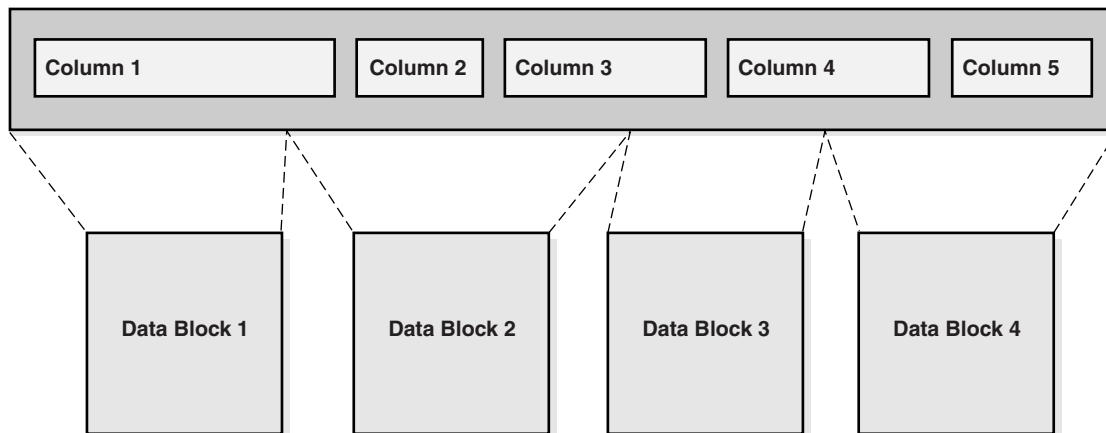 Column 1
Column 2
Column 3
Column 4
Column 5
Data Block 1
Data Block 2
Data Block 3
Data Block 4